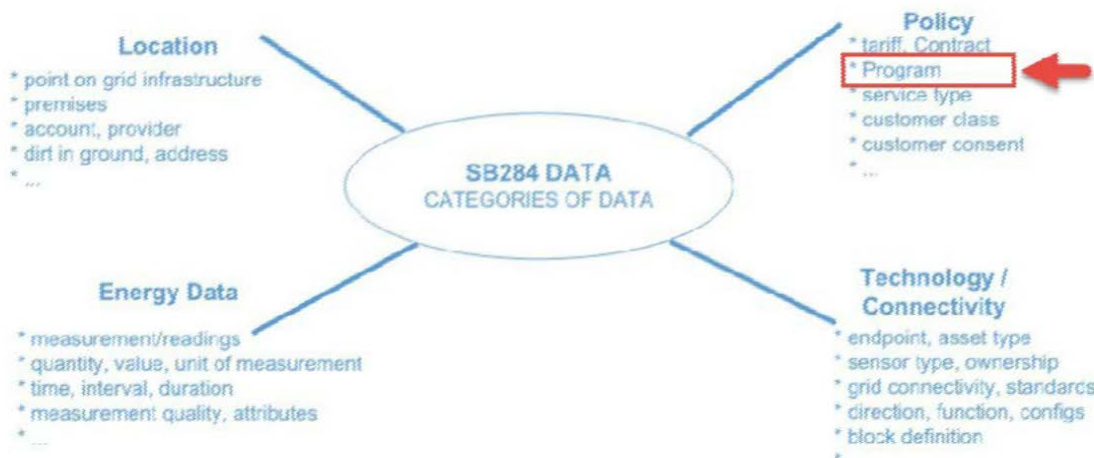 Location
* point on grid infrastructure
* premises
* account, provider
* dirt in ground, address
* ...
Policy
* tariff, Contract
* Program
* service type
* customer class
* customer consent
* ...
SB284 DATA
CATEGORIES OF DATA
Energy Data
* measurement/readings
* quantity, value, unit of measurement
* time, interval, duration
* measurement quality, attributes
* ...
Technology /
Connectivity
* endpoint, asset type
* sensor type, ownership
* grid connectivity, standards
* direction, function, configs
* block definition
*